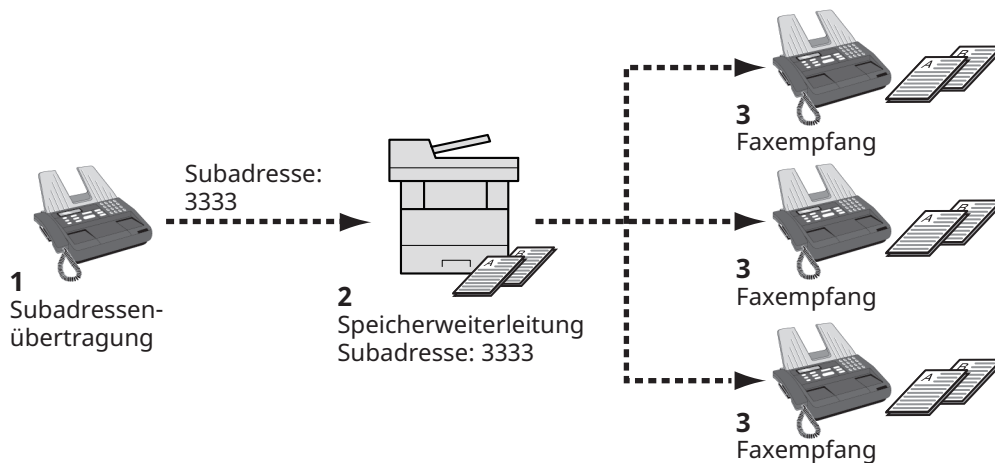 Subadresse:
3333
1
Subadressen-
übertragung
2
Speicherweiterleitung
Subadresse: 3333
A
B
3
Faxempfang
A
B
3
Faxempfang
A
B
3
Faxempfang
A
B